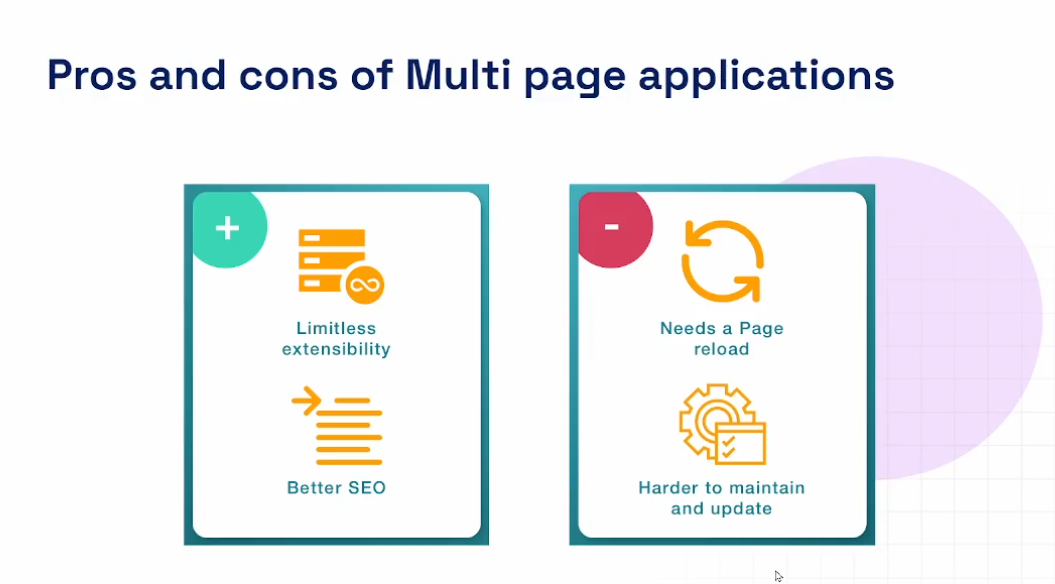 Pros and cons of Multi page applications
+
Limitless
extensibility
Better SEO
-
Needs a Page
reload
Harder to maintain
and update